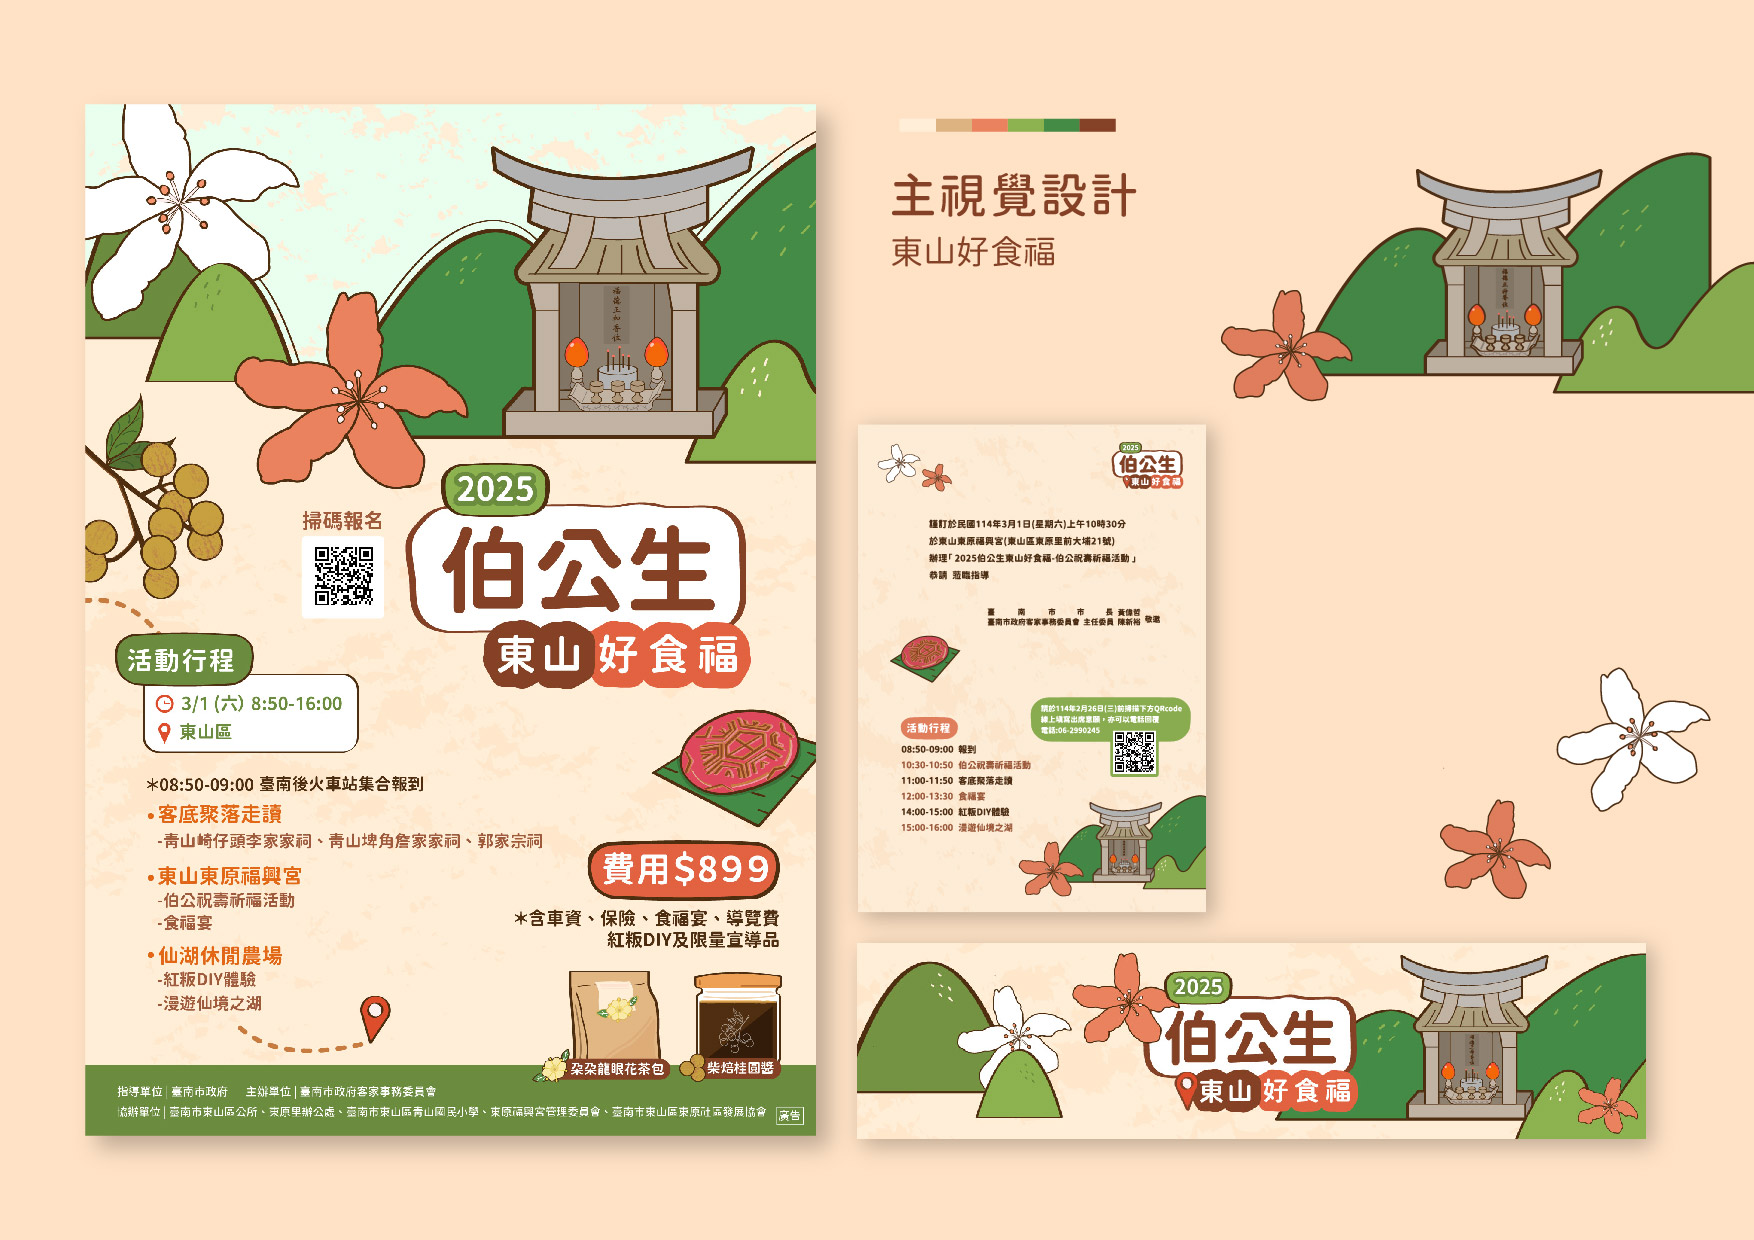 2025
掃碼報名
伯公生
東山好食福
活動行程
3/1 (六) 8:50-16:00
東山區
＊08:50-09:00 臺南後火車站集合報到
•客庄聚落走讀
-青山崎仔頭李家家祠、青山埤角詹家家祠、郭家宗祠
•東山東原福興宮
-伯公祝壽祈福活動
-食福宴
•仙湖休閒農場
-紅粄DIY體驗
-漫遊仙境之湖
費用$899
＊含車資、保險、食福宴、導覽費
紅粄DIY及限量宣導品
朶朶龍眼花茶包
柴焙桂圓醬
指導單位｜臺南市政府 主辦單位｜臺南市政府客家事務委員會
協辦單位｜臺南市東山區公所、東原里辦公處、臺南市東山區青山國民小學、東原福興宮管理委員會、臺南市東山區東原社區發展協會
廣告
主視覺設計
東山好食福
2025
伯公生
東山好食福
謹訂於民國114年3月1日(星期六)上午10時30分
於東山東原福興宮(東山區東原里前大埔21號)
辦理「2025伯公生東山好食福-伯公祝壽祈福活動」
恭請 蒞臨指導
臺南市市長 黃偉哲
臺南市政府客家事務委員會 主任委員 陳新裕 敬邀
請於114年2月26日(三)前掃描下方QRcode
線上填寫出席意願，亦可以電話回覆
電話:06-2990245
活動行程
08:50-09:00 報到
10:30-10:50 伯公祝壽祈福活動
11:00-11:50 客庄聚落走讀
12:00-13:30 食福宴
14:00-15:00 紅粄DIY體驗
15:00-16:00 漫遊仙境之湖
2025
伯公生
東山好食福